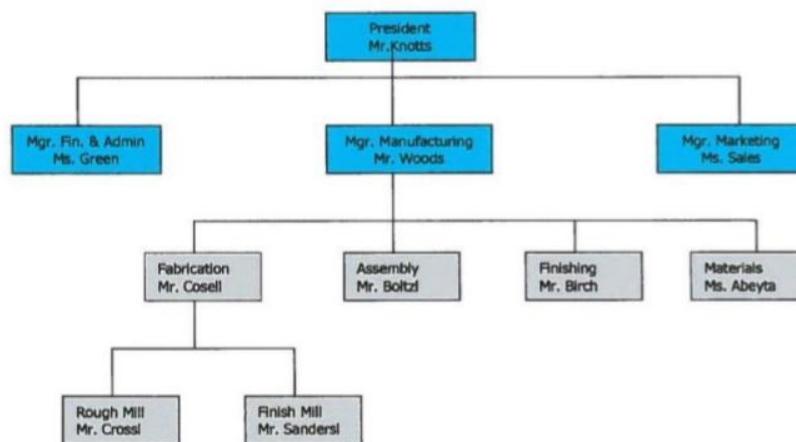 President
Mr.Knotts
Mgr. Fin. & Admin
Ms. Green
Mgr. Manufacturing
Mr. Woods
Mgr. Marketing
Ms. Sales
Fabrication
Mr. Cosell
Assembly
Mr. Boltzl
Finishing
Mr. Birch
Materials
Ms. Abeyta
Rough Mill
Mr. Crossl
Finish Mill
Mr. Sandersl